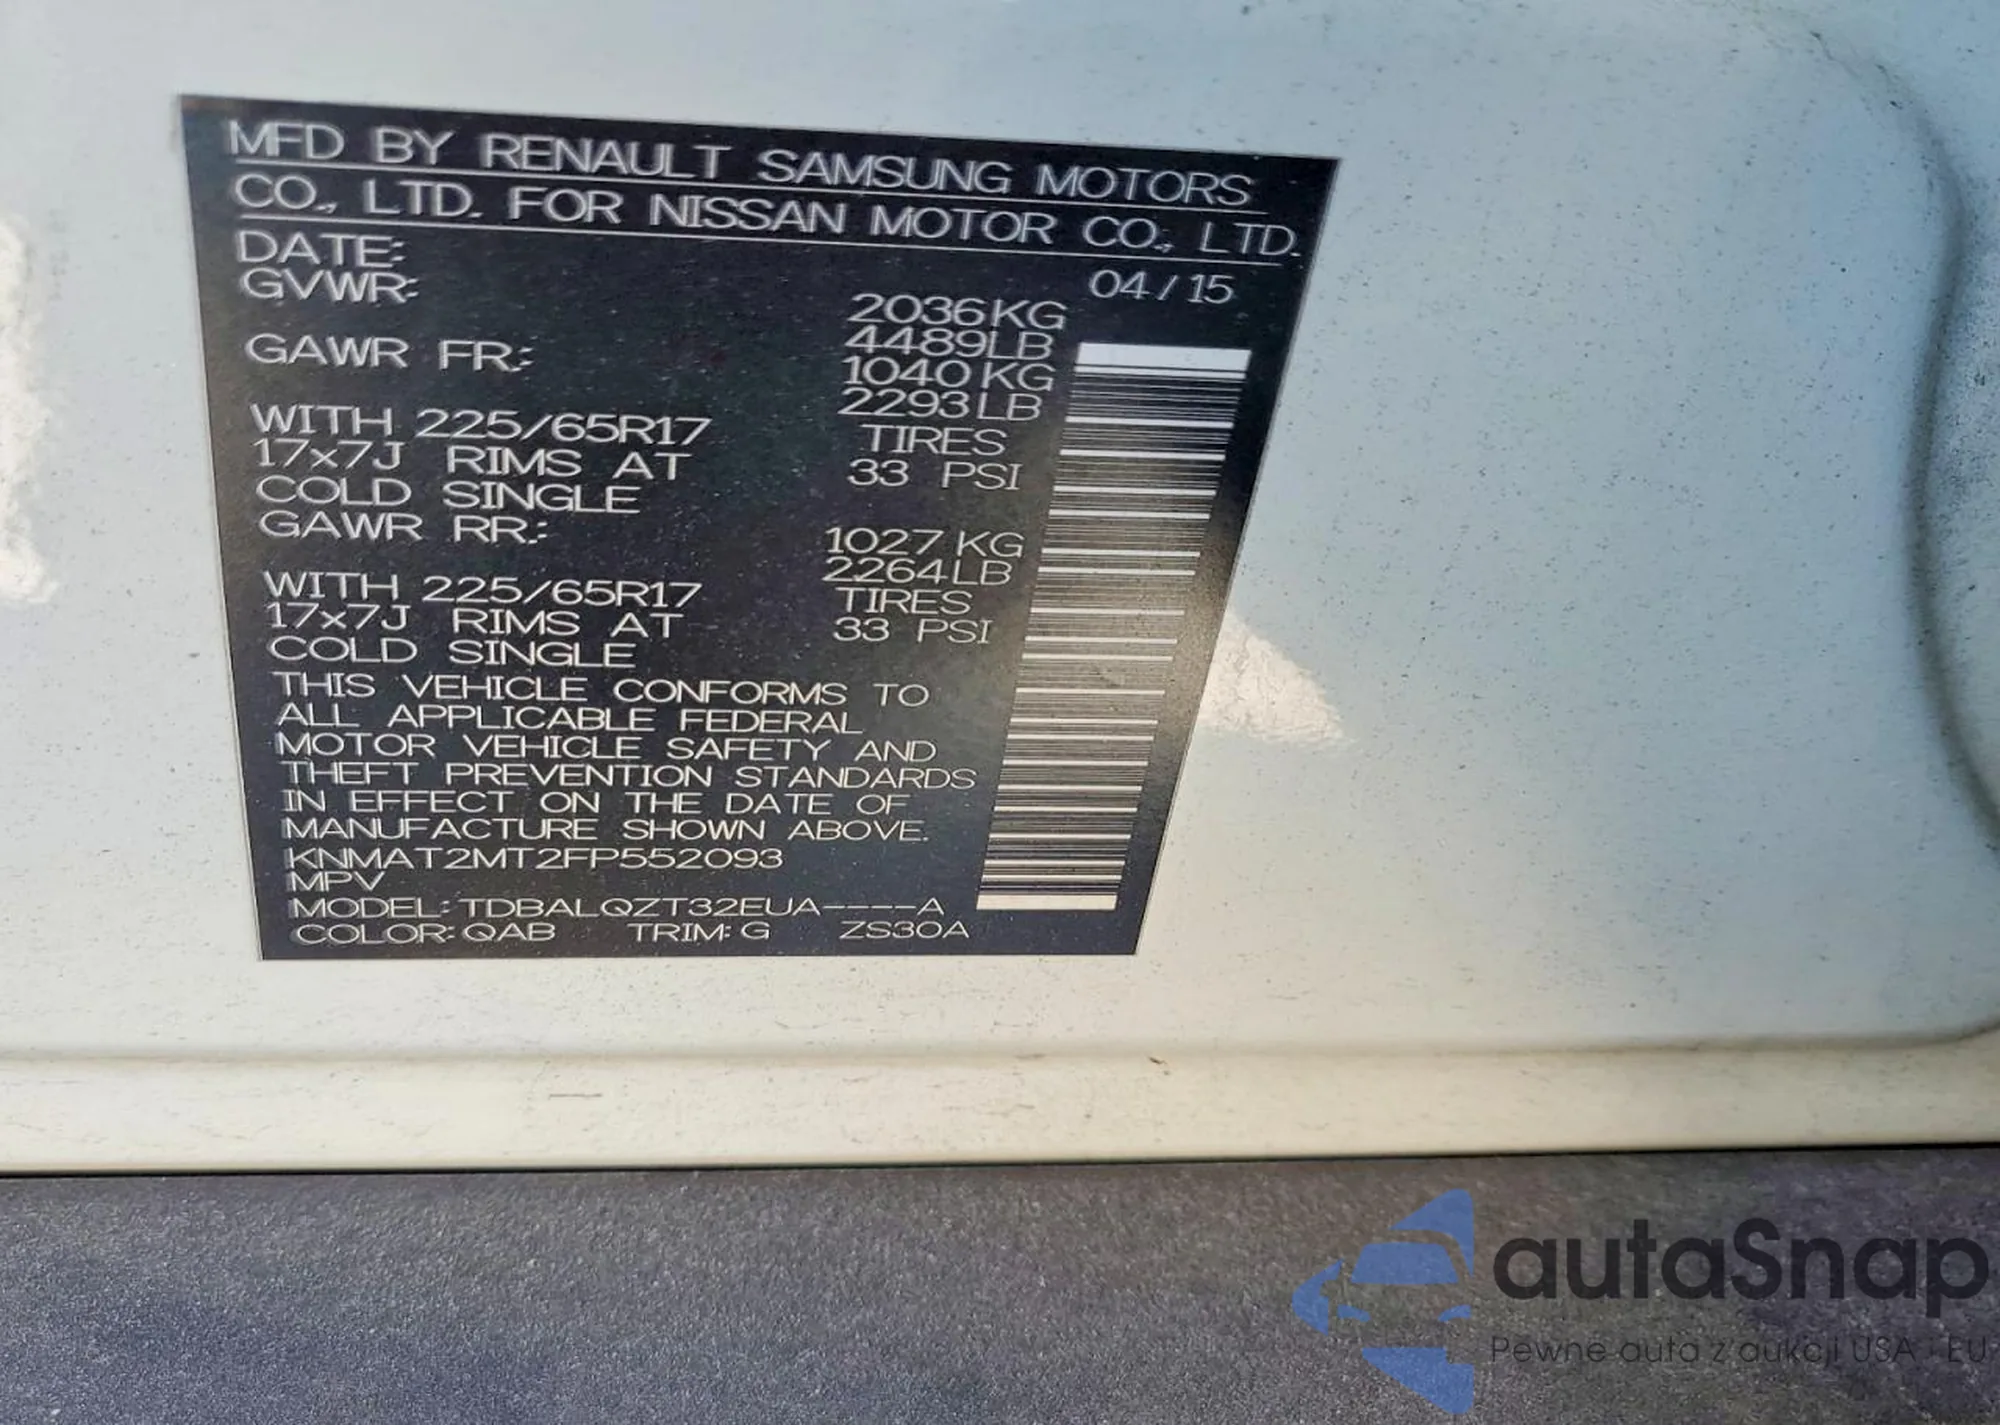 MFD BY RENAULT SAMSUNG MOTORS
CO., LTD. FOR NISSAN MOTOR CO., LTD.
DATE: 04 / 15
GVWR: 2036KG
4489LB
GAWR FR: 1040 KG
2293LB
WITH 225/65R17 TIRES
17x7J RIMS AT 33 PSI
COLD SINGLE
GAWR RR: 1027 KG
2264LB
WITH 225/65R17 TIRES
17x7J RIMS AT 33 PSI
COLD SINGLE
THIS VEHICLE CONFORMS TO
ALL APPLICABLE FEDERAL
MOTOR VEHICLE SAFETY AND
THEFT PREVENTION STANDARDS
IN EFFECT ON THE DATE OF
MANUFACTURE SHOWN ABOVE.
KNMAT2MT2FP552093
MPV
MODEL: TDBALQZT32EUA----A
COLOR: QAB TRIM: G ZS30A
autaSnap
Pewne auta z aukcji USA i EU